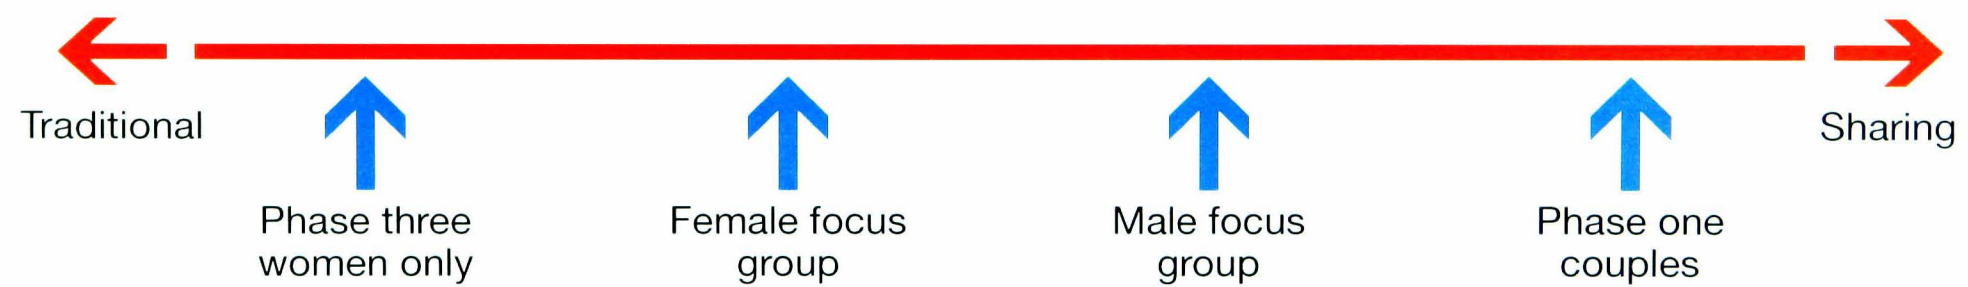 Traditional
Sharing
Phase three
women only
Female focus
group
Male focus
group
Phase one
couples